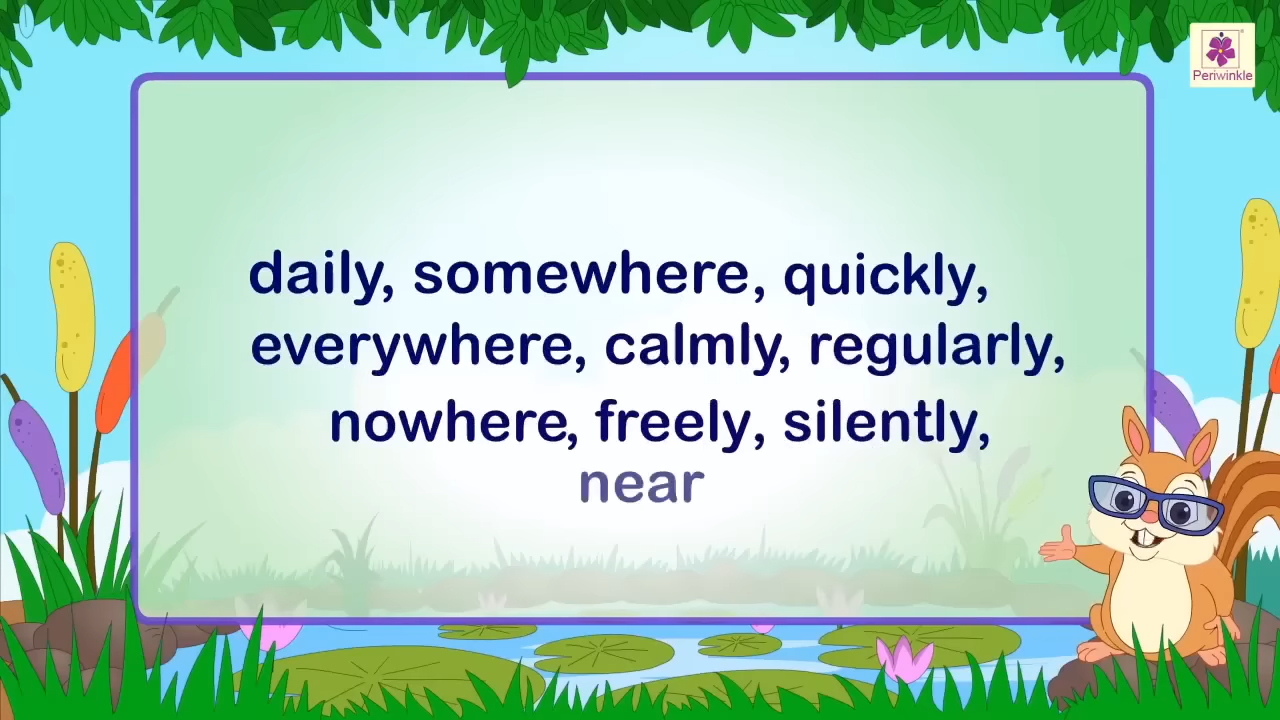 Periwinkle
daily, somewhere, quickly,
everywhere, calmly, regularly,
nowhere, freely, silently,
near